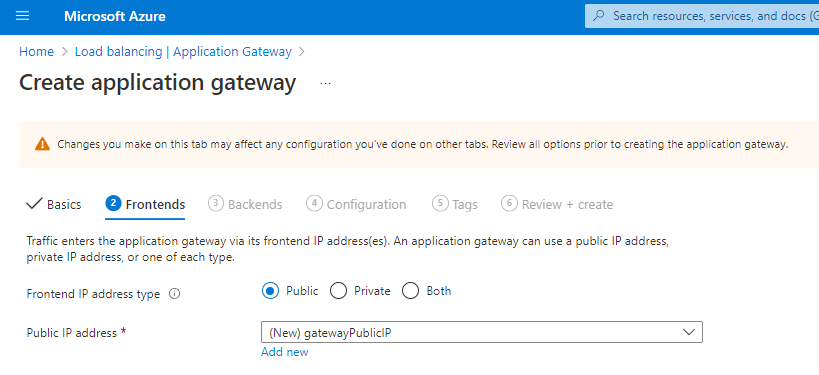 Microsoft Azure
Search resources, services, and docs (G
Home > Load balancing | Application Gateway >
Create application gateway ...
Changes you make on this tab may affect any configuration you've done on other tabs. Review all options prior to creating the application gateway.
Basics 2 Frontends 3 Backends 4 Configuration 5 Tags 6 Review + create
Traffic enters the application gateway via its frontend IP address(es). An application gateway can use a public IP address,
private IP address, or one of each type.
Frontend IP address type Public Private Both
Public IP address * (New) gatewayPublicIP
Add new